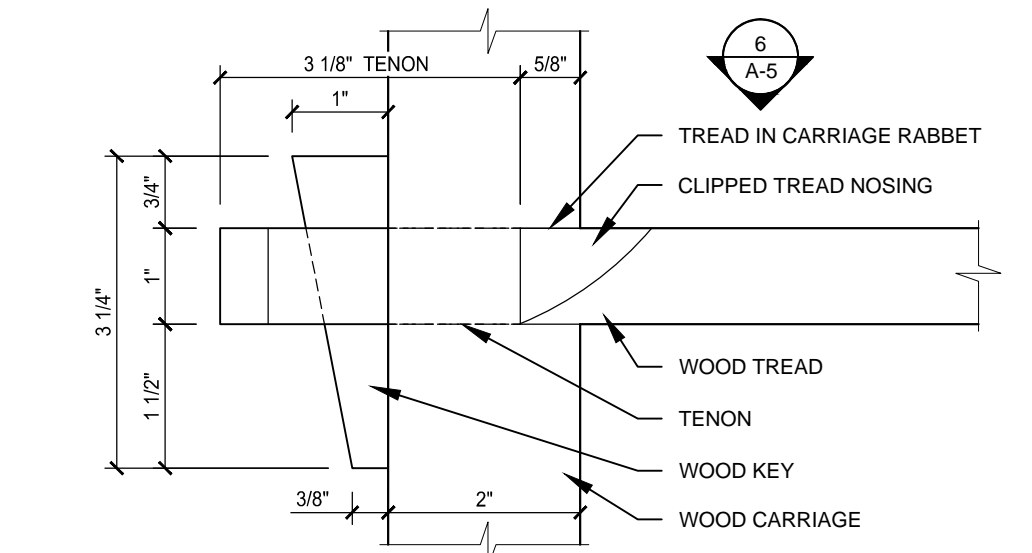 6
A-5
3 1/8" TENON
5/8"
1"
TREAD IN CARRIAGE RABBET
CLIPPED TREAD NOSING
3/4"
1"
3 1/4"
1 1/2"
WOOD TREAD
TENON
WOOD KEY
WOOD CARRIAGE
3/8"
2"